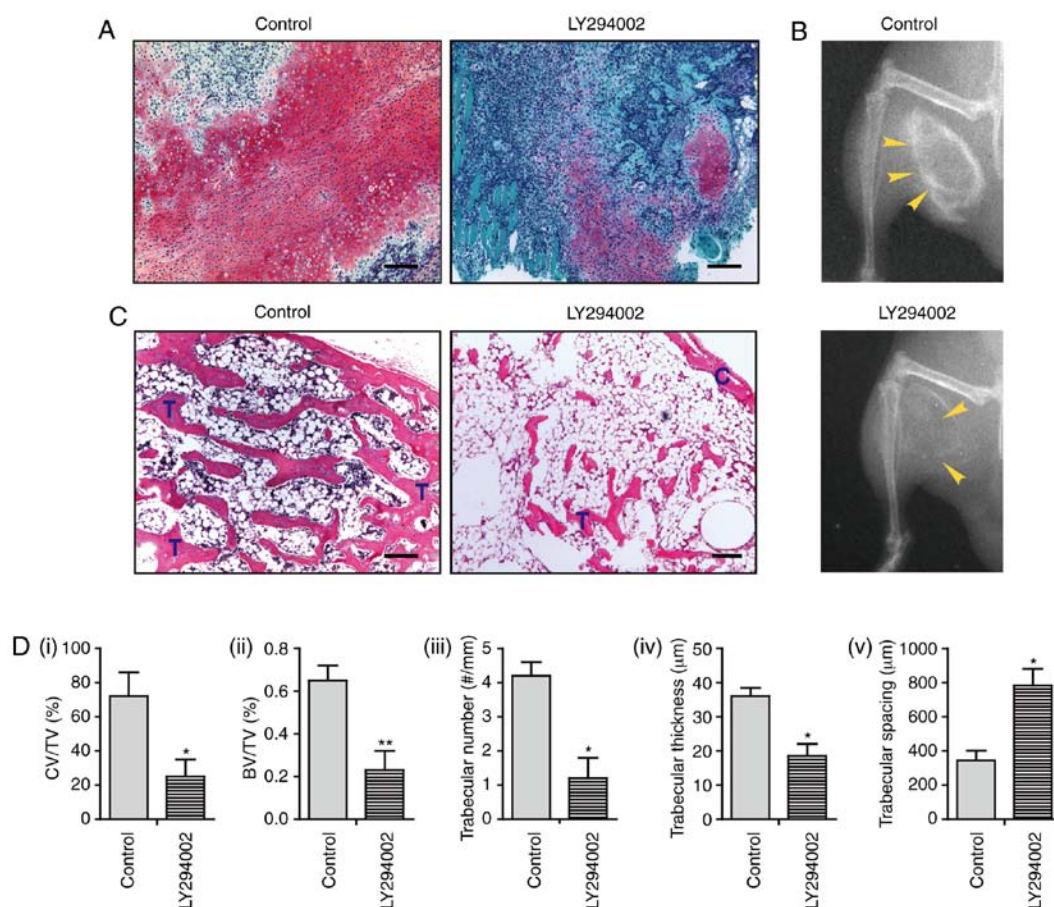 A
Control
LY294002
B
Control
C
Control
LY294002
LY294002
T
T
T
C
T
D
(i)
CV/TV (%)
100
80
60
40
20
0
*
Control
LY294002
(ii)
BV/TV (%)
0.8
0.6
0.4
0.2
0.0
**
Control
LY294002
(iii)
Trabecular number (#/mm)
5
4
3
2
1
0
*
Control
LY294002
(iv)
Trabecular thickness (μm)
50
40
30
20
10
0
*
Control
LY294002
(v)
Trabecular spacing (μm)
1000
800
600
400
200
0
*
Control
LY294002